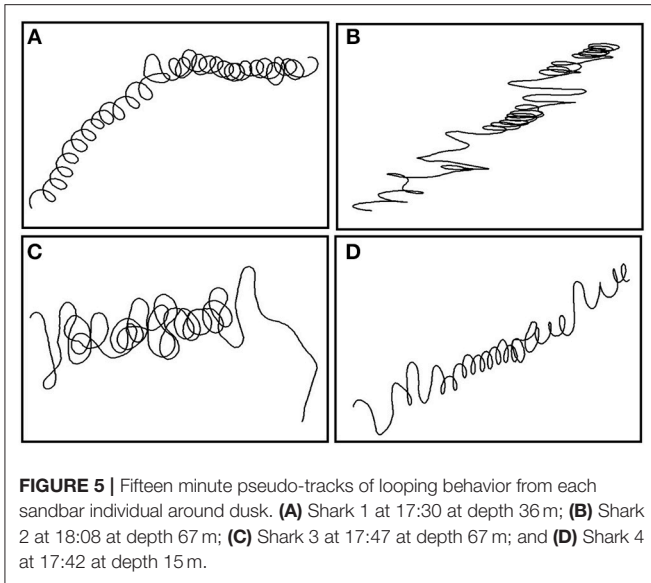 A
B
C
D
FIGURE 5 | Fifteen minute pseudo-tracks of looping behavior from each
sandbar individual around dusk. (A) Shark 1 at 17:30 at depth 36 m; (B) Shark
2 at 18:08 at depth 67 m; (C) Shark 3 at 17:47 at depth 67 m; and (D) Shark 4
at 17:42 at depth 15 m.